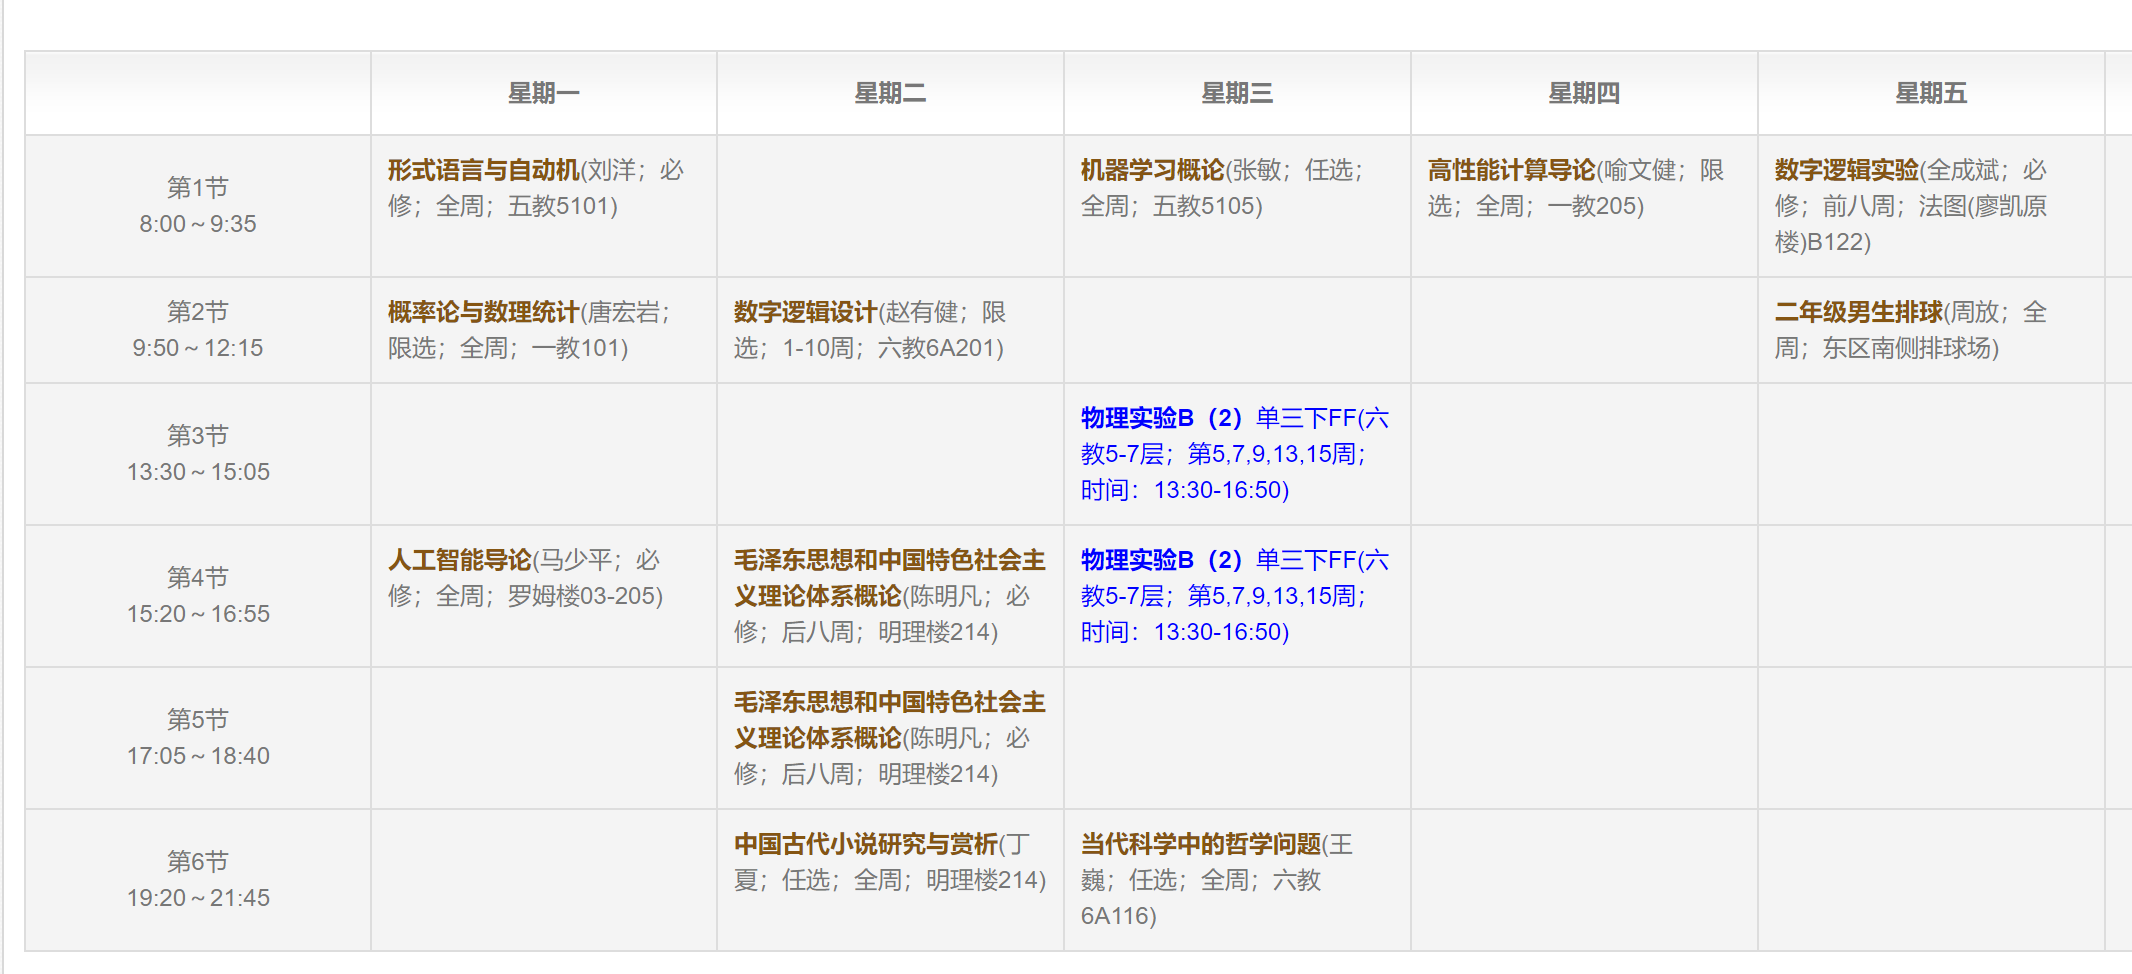 星期一 星期二 星期三 星期四 星期五
第1节
8:00～9:35
形式语言与自动机(刘洋；必
修；全周；五教5101)
机器学习概论(张敏；任选；
全周；五教5105)
高性能计算导论(喻文健；限
选；全周；一教205)
数字逻辑实验(全成斌；必
修；前八周；法图(廖凯原
楼)B122)
第2节
9:50～12:15
概率论与数理统计(唐宏岩；
限选；全周；一教101)
数字逻辑设计(赵有健；限
选；1-10周；六教6A201)
二年级男生排球(周放；全
周；东区南侧排球场)
第3节
13:30～15:05
物理实验B（2）单三下FF(六
教5-7层；第5,7,9,13,15周；
时间：13:30-16:50)
第4节
15:20～16:55
人工智能导论(马少平；必
修；全周；罗姆楼03-205)
毛泽东思想和中国特色社会主
义理论体系概论(陈明凡；必
修；后八周；明理楼214)
物理实验B（2）单三下FF(六
教5-7层；第5,7,9,13,15周；
时间：13:30-16:50)
第5节
17:05～18:40
毛泽东思想和中国特色社会主
义理论体系概论(陈明凡；必
修；后八周；明理楼214)
第6节
19:20～21:45
中国古代小说研究与赏析(丁
夏；任选；全周；明理楼214)
当代科学中的哲学问题(王
巍；任选；全周；六教
6A116)